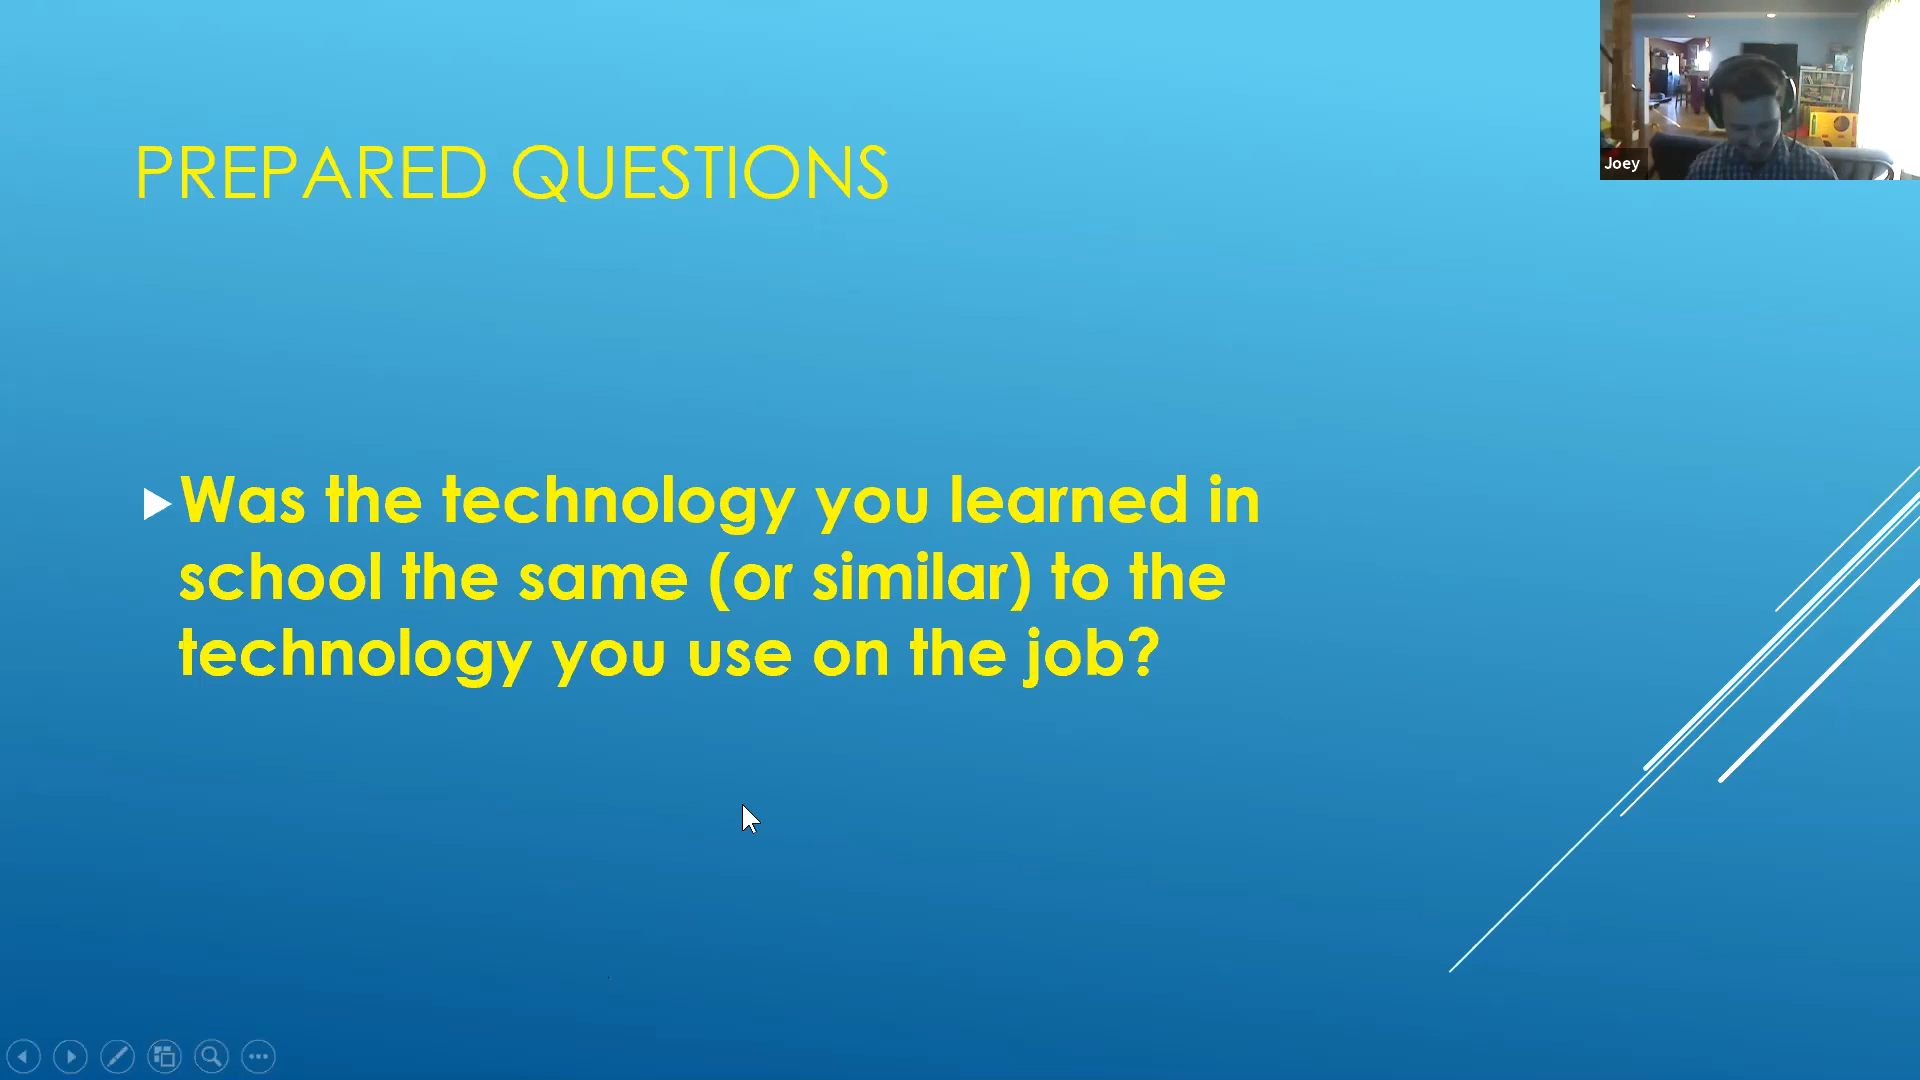 PREPARED QUESTIONS
Was the technology you learned in
school the same (or similar) to the
technology you use on the job?
Joey